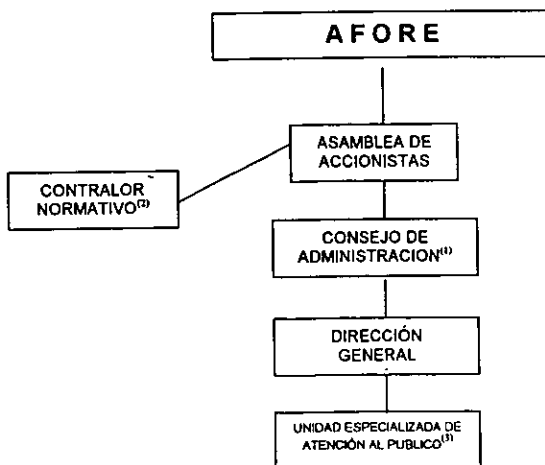 AFORE
ASAMBLEA DE
ACCIONISTAS
CONTRALOR
NORMATIVO(2)
CONSEJO DE
ADMINISTRACION(1)
DIRECCIÓN
GENERAL
UNIDAD ESPECIALIZADA DE
ATENCIÓN AL PUBLICO(3)